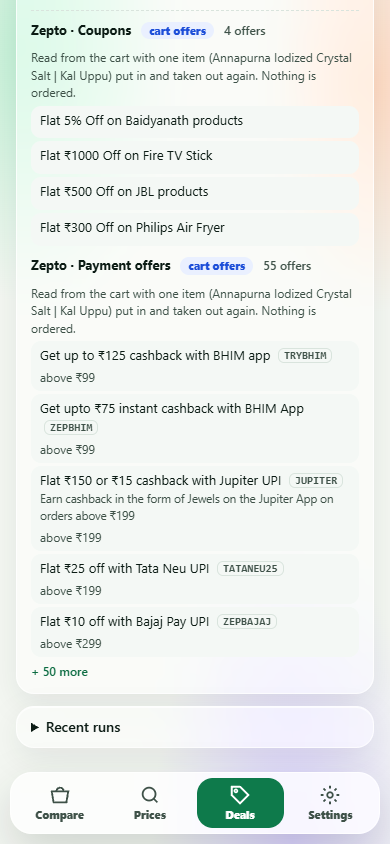 Zepto · Coupons cart offers 4 offers
Read from the cart with one item (Annapurna Iodized Crystal
Salt | Kal Uppu) put in and taken out again. Nothing is
ordered.
Flat 5% Off on Baidyanath products
Flat ₹1000 Off on Fire TV Stick
Flat ₹500 Off on JBL products
Flat ₹300 Off on Philips Air Fryer
Zepto · Payment offers cart offers 55 offers
Read from the cart with one item (Annapurna Iodized Crystal
Salt | Kal Uppu) put in and taken out again. Nothing is
ordered.
Get up to ₹125 cashback with BHIM app TRYBHIM
above ₹99
Get upto ₹75 instant cashback with BHIM App
ZEPBHIM
above ₹99
Flat ₹150 or ₹15 cashback with Jupiter UPI JUPITER
Earn cashback in the form of Jewels on the Jupiter App on
orders above ₹199
above ₹199
Flat ₹25 off with Tata Neu UPI TATANEU25
above ₹199
Flat ₹10 off with Bajaj Pay UPI ZEPBAJAJ
above ₹299
+ 50 more
Recent runs
Compare Prices Deals Settings